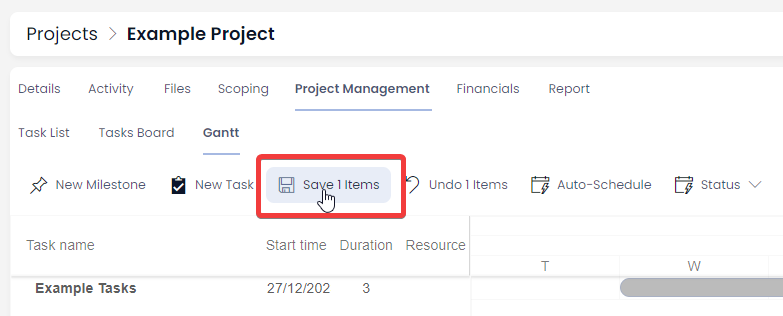 Projects > Example Project
Details Activity Files Scoping Project Management Financials Report
Task List Tasks Board Gantt
New Milestone New Task Save 1 Items Undo 1 Items Auto-Schedule Status
Task name Start time Duration Resource
T W
Example Tasks 27/12/202 3